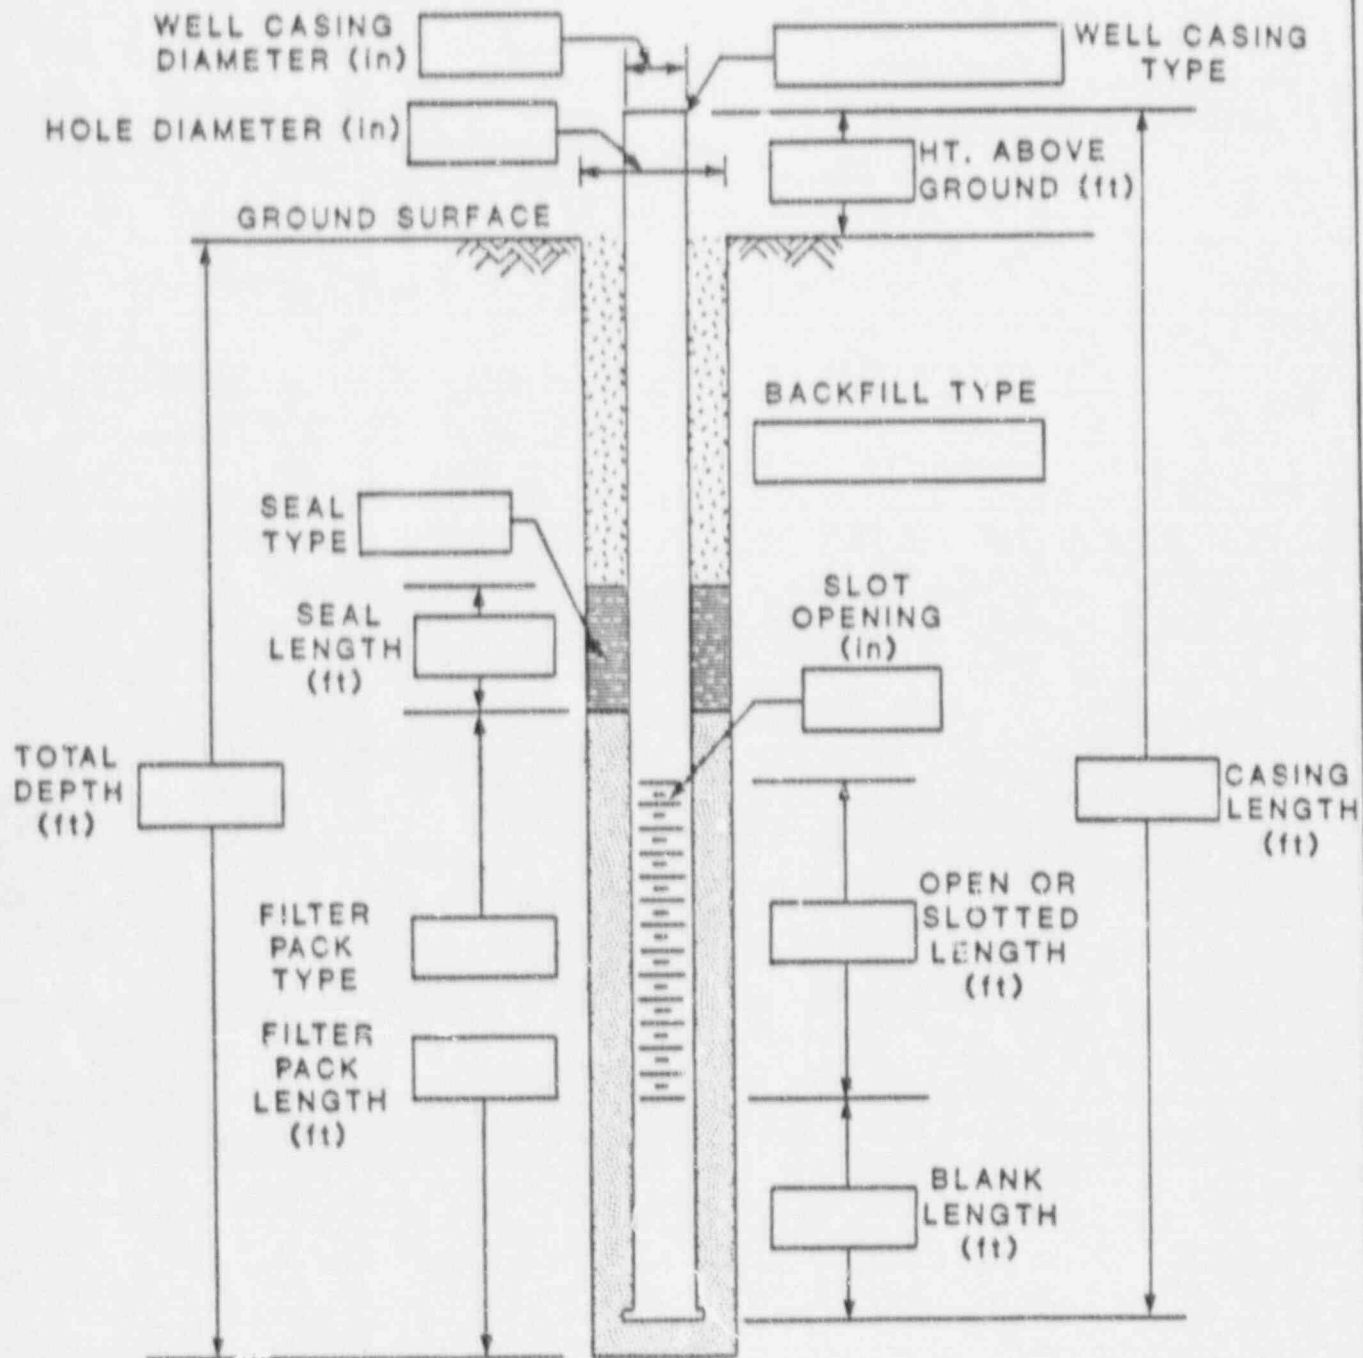 WELL CASING
DIAMETER (in)
WELL CASING
TYPE
HOLE DIAMETER (in)
HT. ABOVE
GROUND (ft)
GROUND SURFACE
BACKFILL TYPE
SEAL
TYPE
SLOT
OPENING
(in)
SEAL
LENGTH
(ft)
TOTAL
DEPTH
(ft)
CASING
LENGTH
(ft)
OPEN OR
SLOTTED
LENGTH
(ft)
FILTER
PACK
TYPE
FILTER
PACK
LENGTH
(ft)
BLANK
LENGTH
(ft)